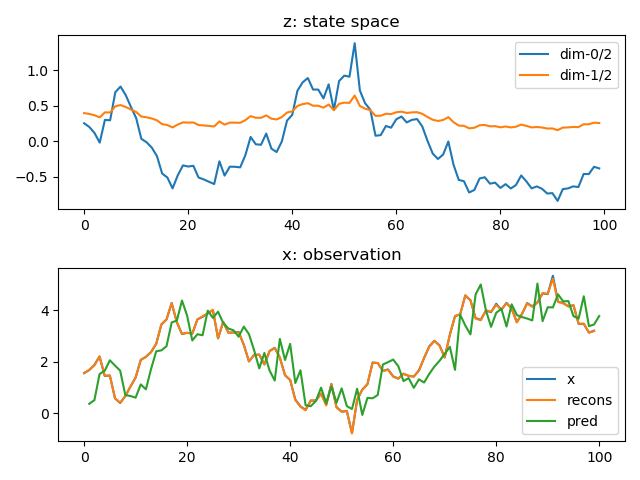 z: state space
dim-0/2
dim-1/2
1.0
0.5
0.0
−0.5
0 20 40 60 80 100
x: observation
x
recons
pred
4
2
0
0 20 40 60 80 100